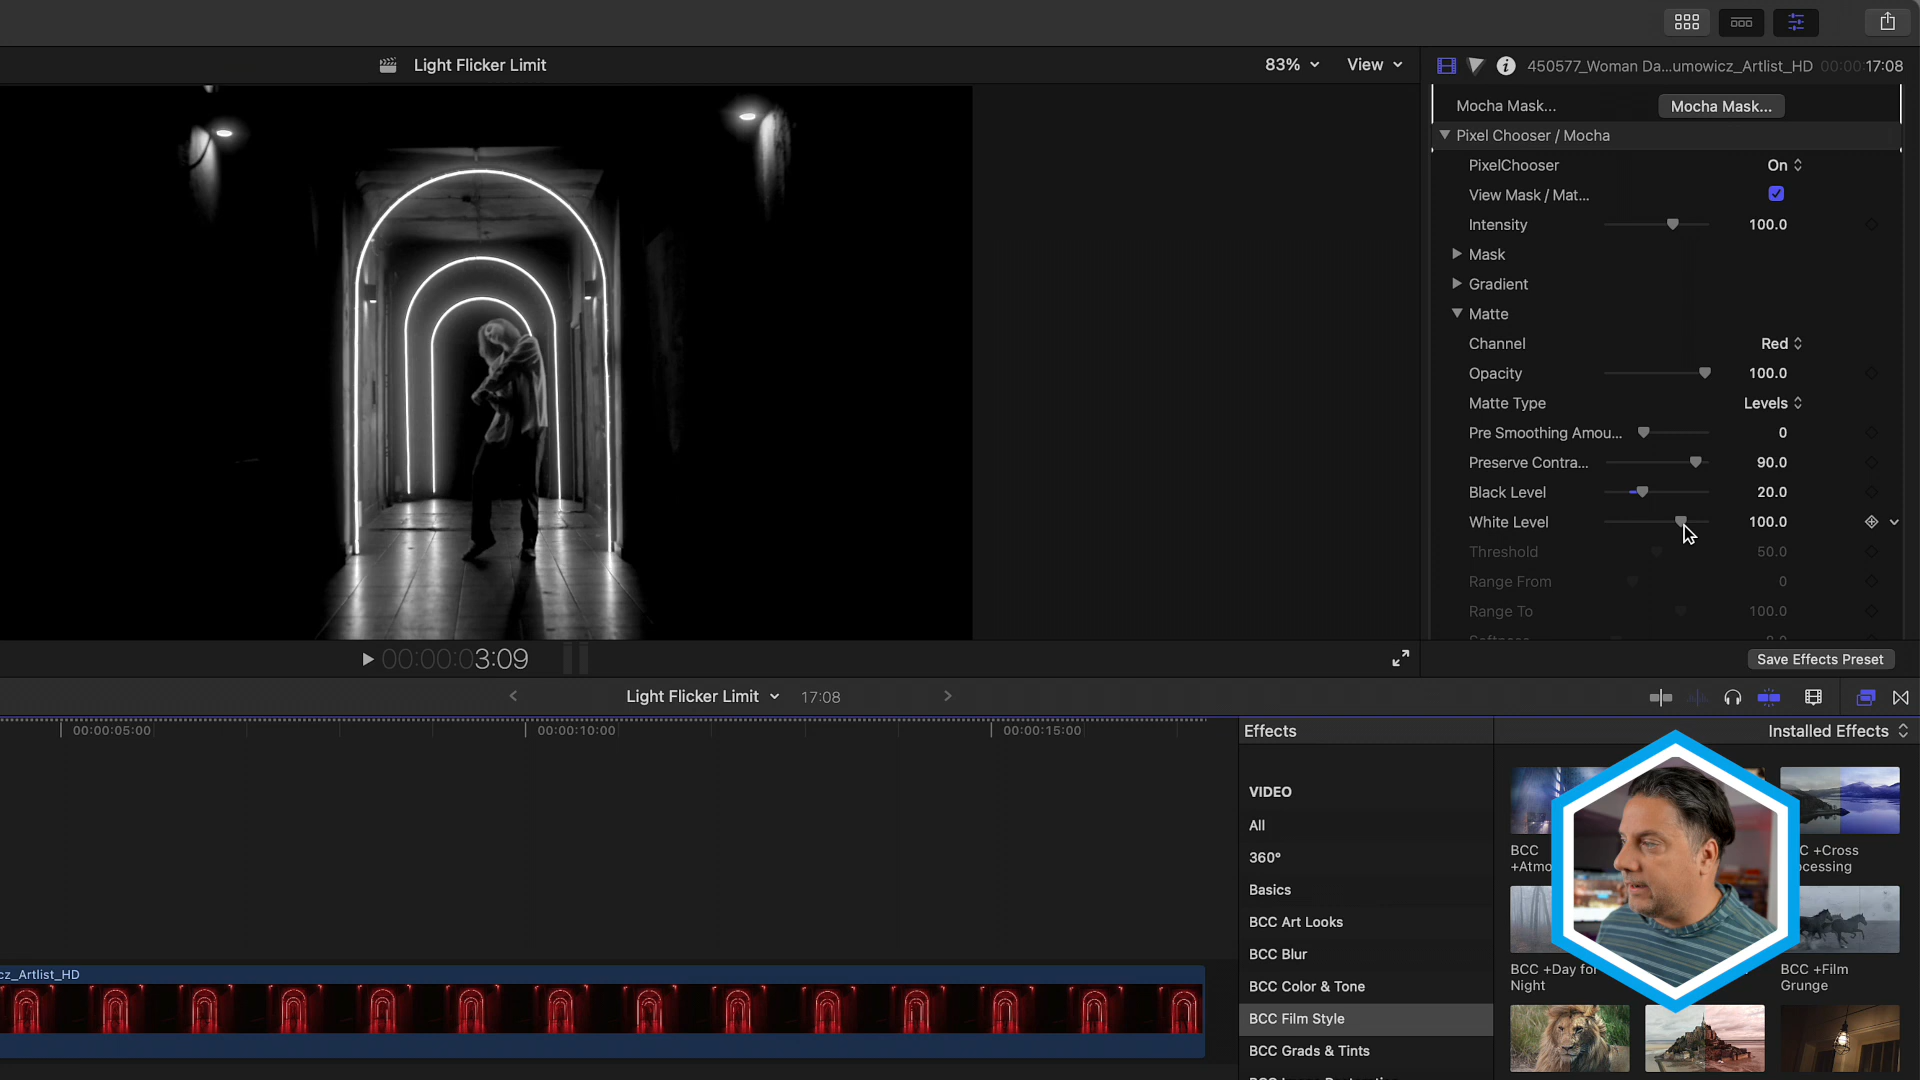 Light Flicker Limit
83%
View
450577_Woman Da...umowicz_Artlist_HD
00:00:17:08
Mocha Mask...
Mocha Mask...
Pixel Chooser / Mocha
PixelChooser
On
View Mask / Mat...
Intensity
100.0
Mask
Gradient
Matte
Channel
Red
Opacity
100.0
Matte Type
Levels
Pre Smoothing Amou...
0
Preserve Contra...
90.0
Black Level
20.0
White Level
100.0
Threshold
50.0
Range From
0
Range To
100.0
Softness
0.0
Save Effects Preset
00:00:03:09
Light Flicker Limit
17:08
00:00:05:00
00:00:10:00
00:00:15:00
cz_Artlist_HD
Effects
Installed Effects
VIDEO
All
360°
Basics
BCC Art Looks
BCC Blur
BCC Color & Tone
BCC Film Style
BCC Grads & Tints
BCC
+Atmo
C +Cross
ocessing
BCC +Day for
Night
BCC +Film
Grunge